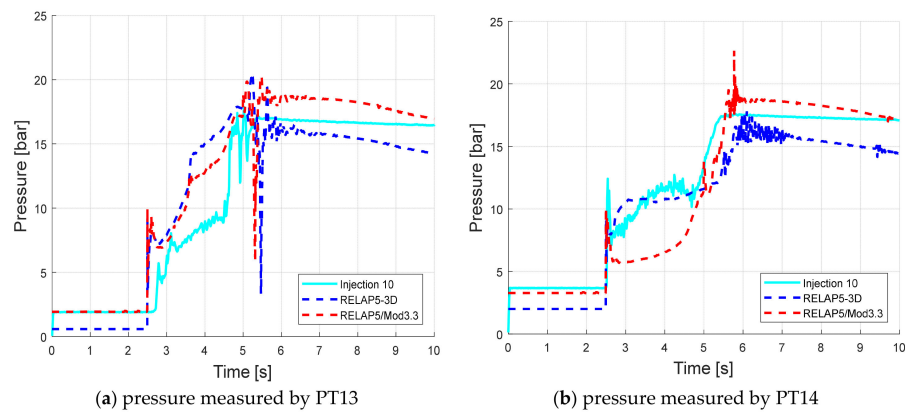 25
20
15
10
5
0
Pressure [bar]
0 1 2 3 4 5 6 7 8 9 10
Time [s]
Injection 10
RELAP5-3D
RELAP5/Mod3.3
(a) pressure measured by PT13
25
20
15
10
5
0
Pressure [bar]
0 1 2 3 4 5 6 7 8 9 10
Time [s]
Injection 10
RELAP5-3D
RELAP5/Mod3.3
(b) pressure measured by PT14